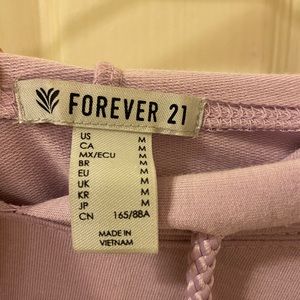 FOREVER 21
US M
CA M
MX/ECU M
BR M
EU M
UK M
KR M
JP M
CN 165/88A
MADE IN
VIETNAM